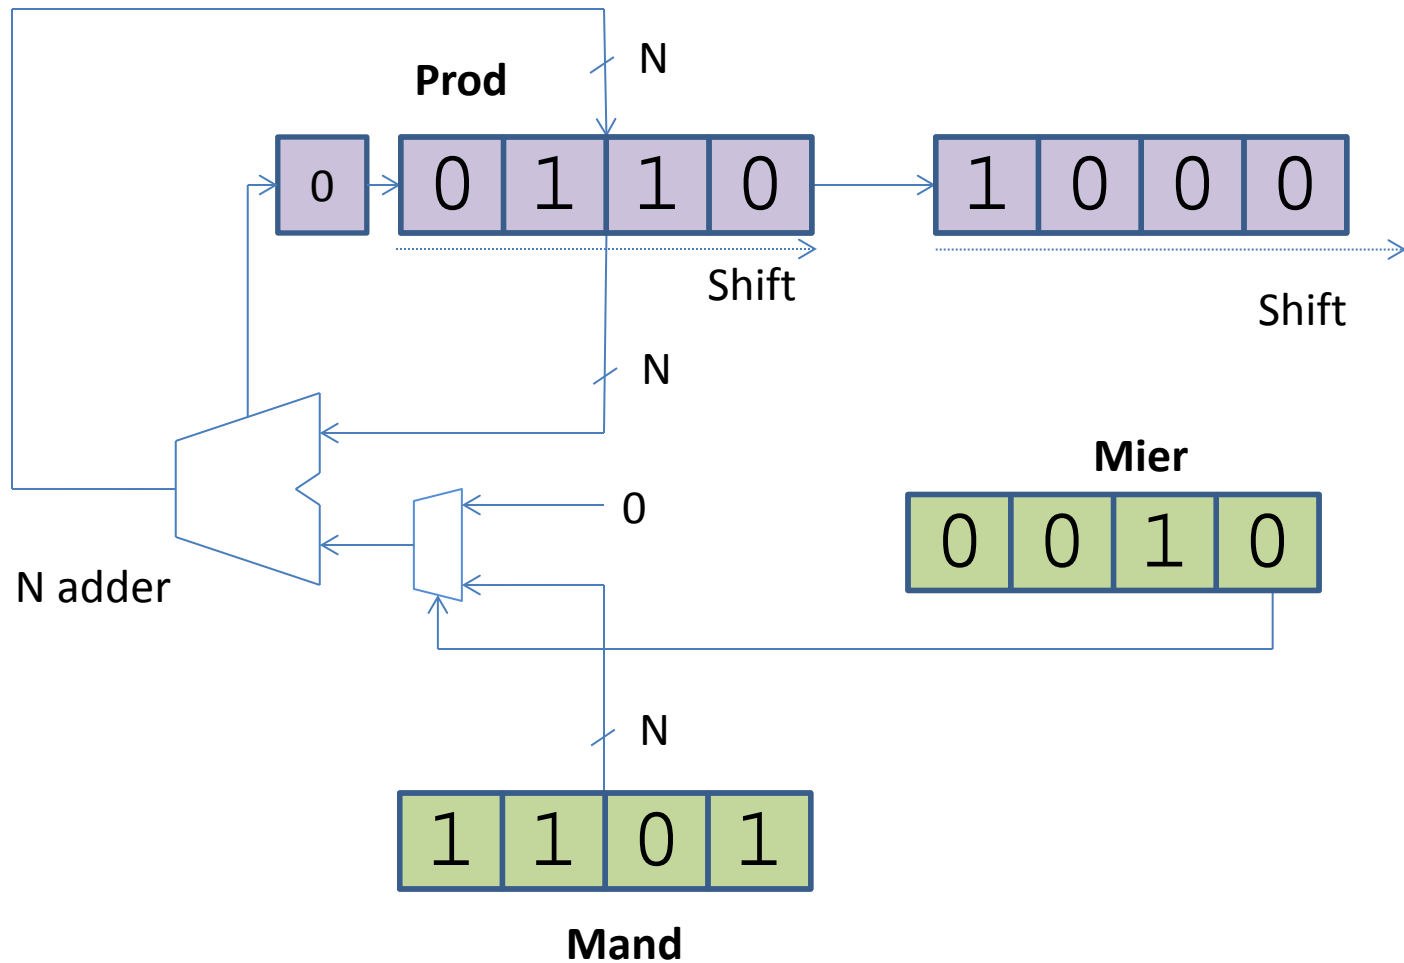 N
Prod
0 0 1 1 0 1 0 0 0
Shift
Shift
N
Mier
0
0 0 1 0
N adder
N
1 1 0 1
Mand